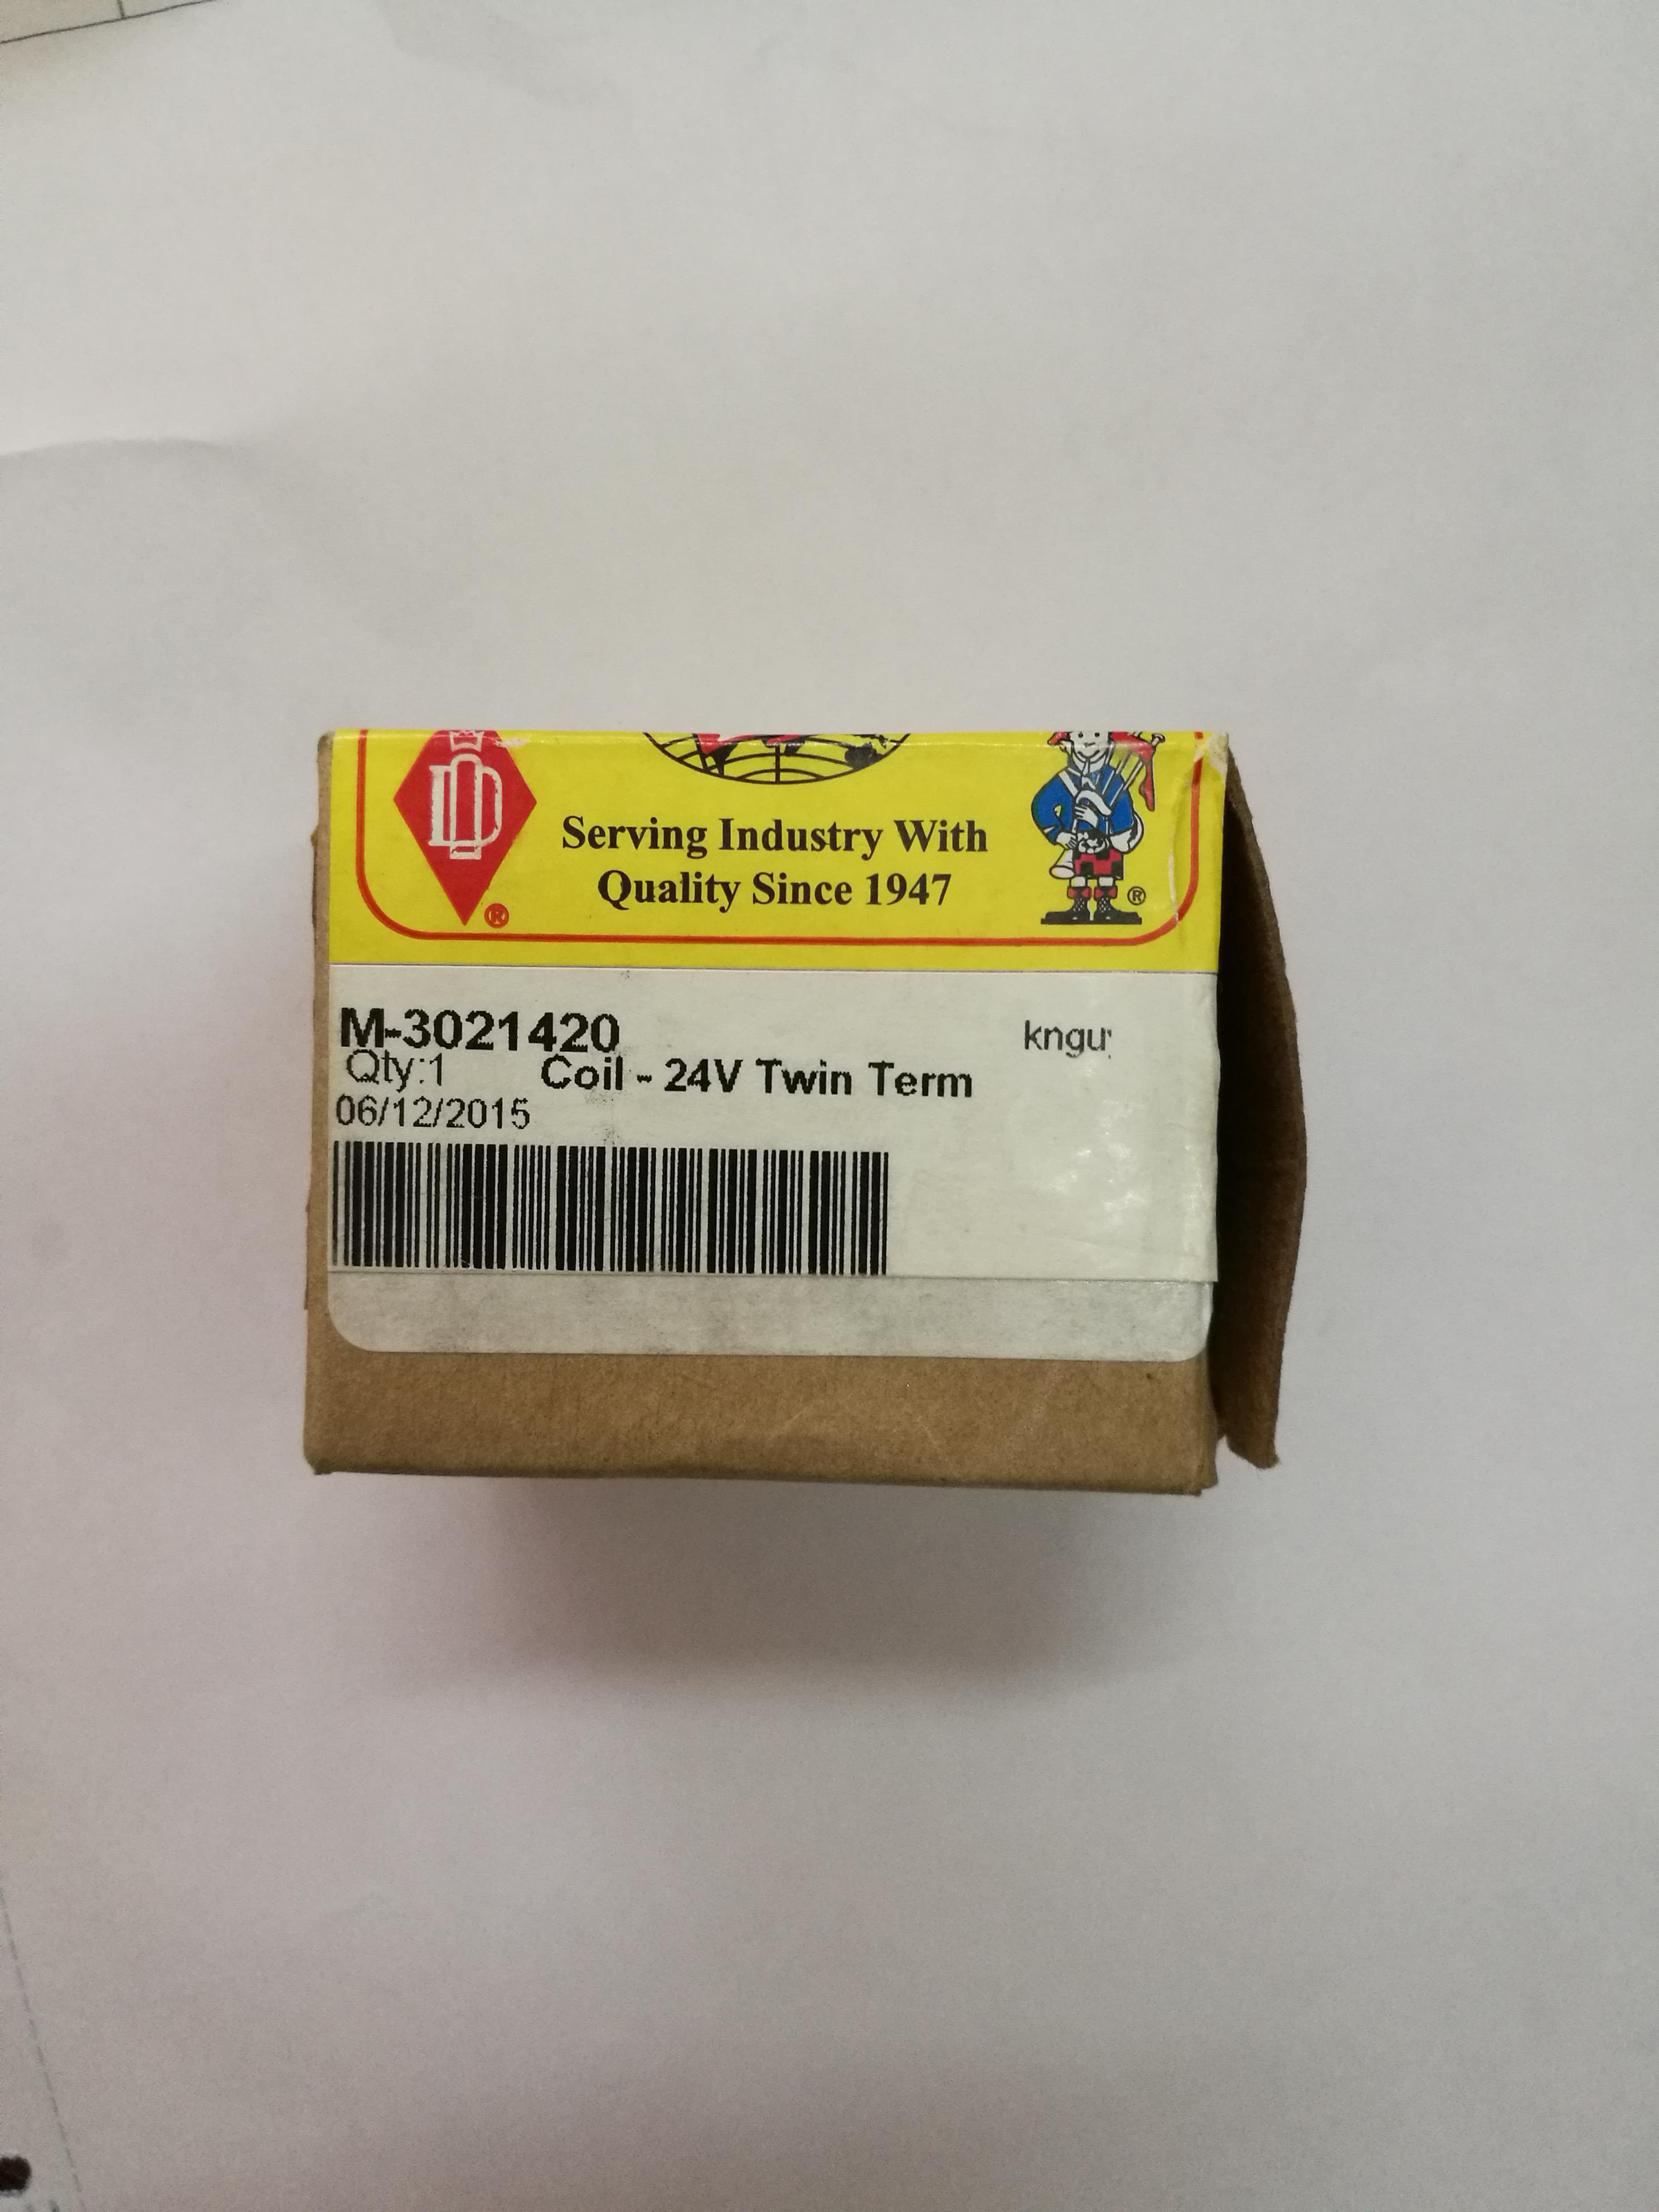 Serving Industry With
Quality Since 1947
®
®
M-3021420
kngu
Qty:1 Coil - 24V Twin Term
06/12/2015